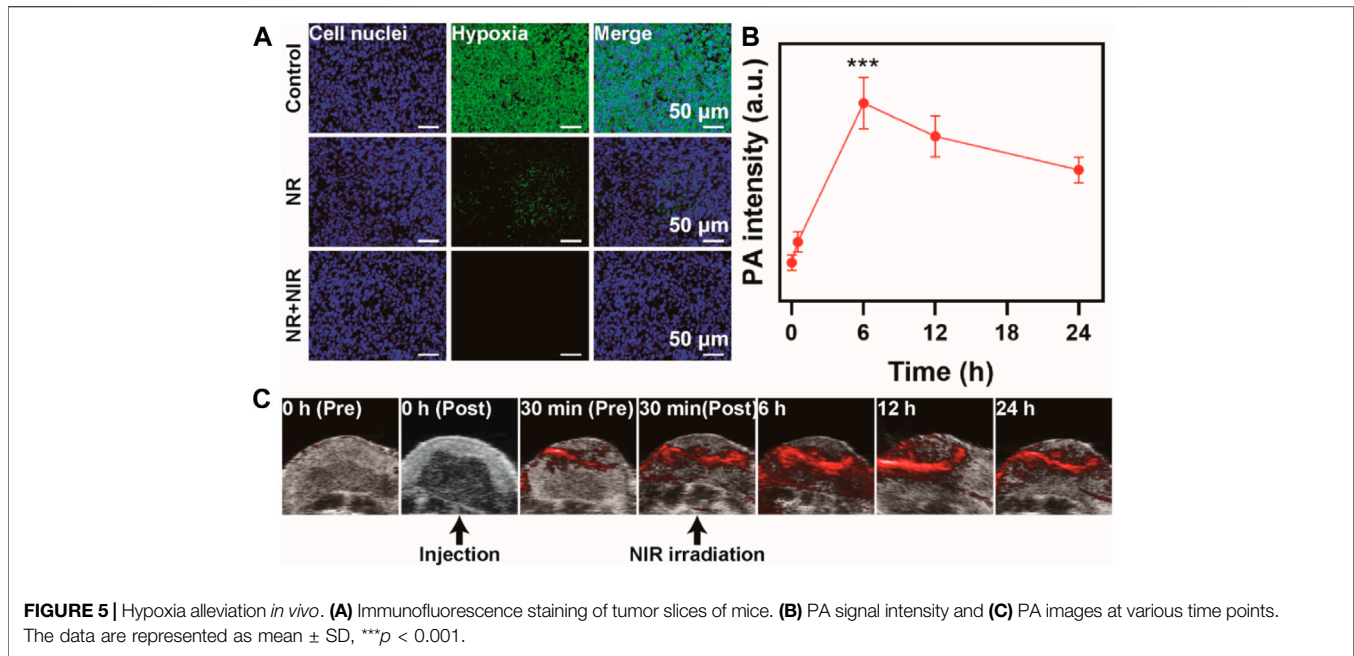 A
Cell nuclei
Hypoxia
Merge
Control
50 μm
NR
50 μm
NR+NIR
50 μm
B
PA intensity (a.u.)
***
0 6 12 18 24
Time (h)
C
0 h (Pre)
0 h (Post)
30 min (Pre)
30 min(Post)
6 h
12 h
24 h
Injection
NIR irradiation
FIGURE 5 | Hypoxia alleviation in vivo. (A) Immunofluorescence staining of tumor slices of mice. (B) PA signal intensity and (C) PA images at various time points.
The data are represented as mean ± SD, ***p < 0.001.